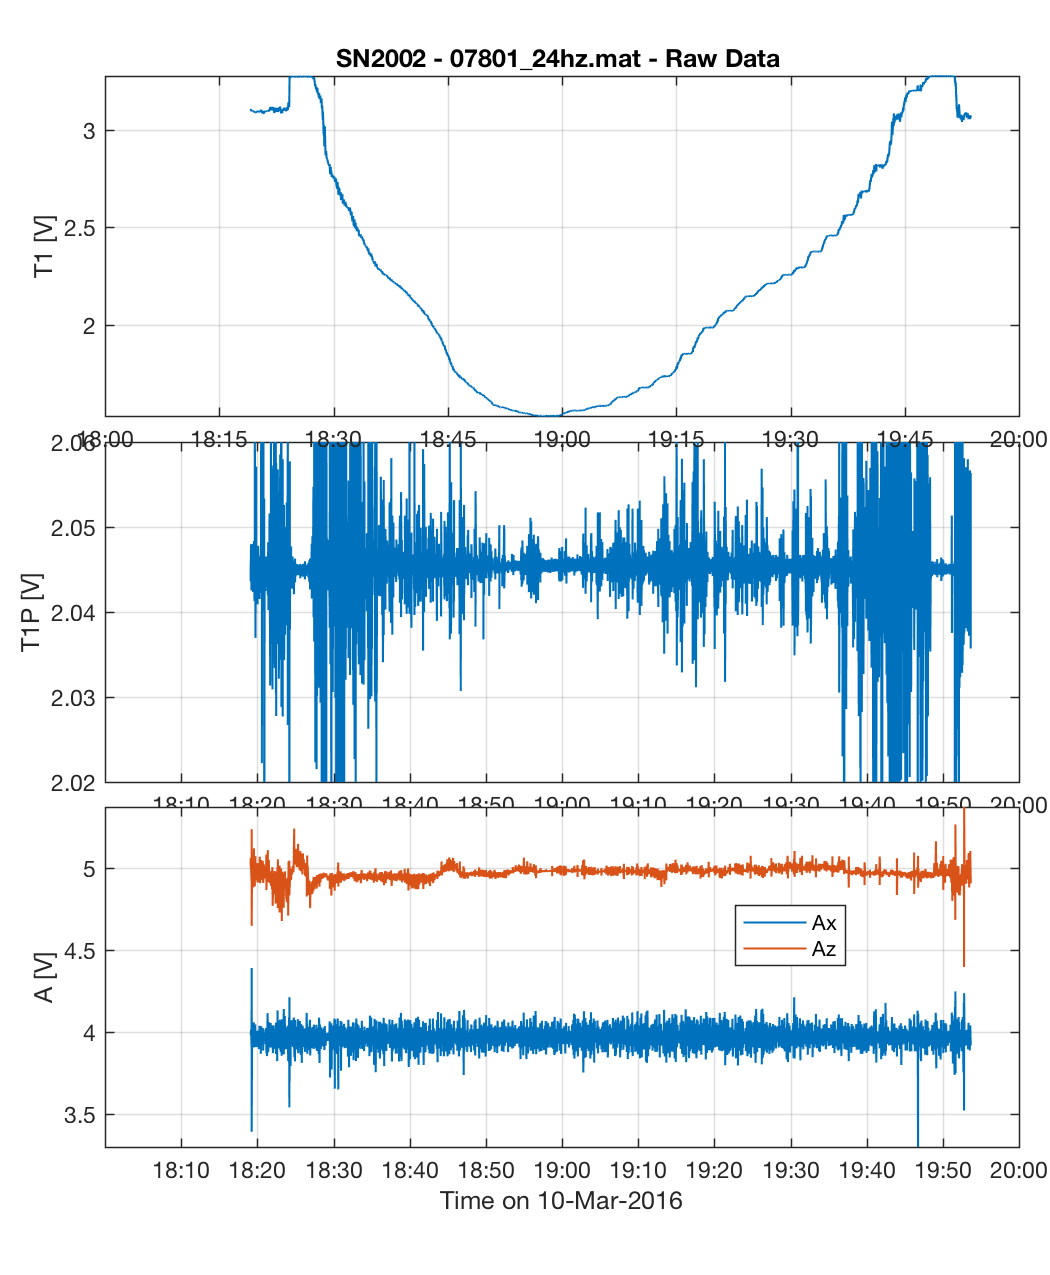 SN2002 - 07801_24hz.mat - Raw Data
T1 [V]
3
2.5
2
18:00 18:15 18:30 18:45 19:00 19:15 19:30 19:45 20:00
T1P [V]
2.06
2.05
2.04
2.03
2.02
18:10 18:20 18:30 18:40 18:50 19:00 19:10 19:20 19:30 19:40 19:50 20:00
A [V]
5
4.5
4
3.5
Ax
Az
18:10 18:20 18:30 18:40 18:50 19:00 19:10 19:20 19:30 19:40 19:50 20:00
Time on 10-Mar-2016